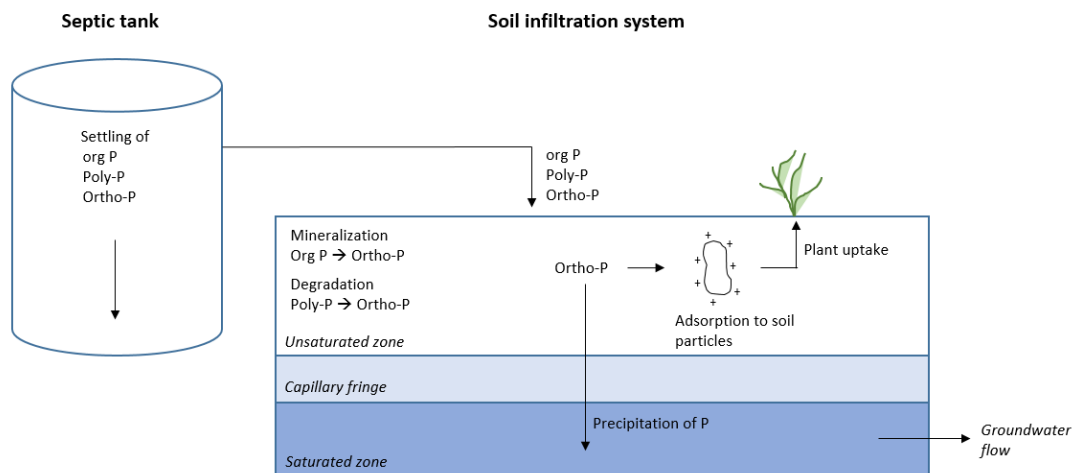 Septic tank
Soil infiltration system
Settling of
org P
Poly-P
Ortho-P
org P
Poly-P
Ortho-P
Mineralization
Org P → Ortho-P
Degradation
Poly-P → Ortho-P
Unsaturated zone
Ortho-P
+ + + + + + + +
Adsorption to soil
particles
Plant uptake
Capillary fringe
Precipitation of P
Saturated zone
Groundwater
flow